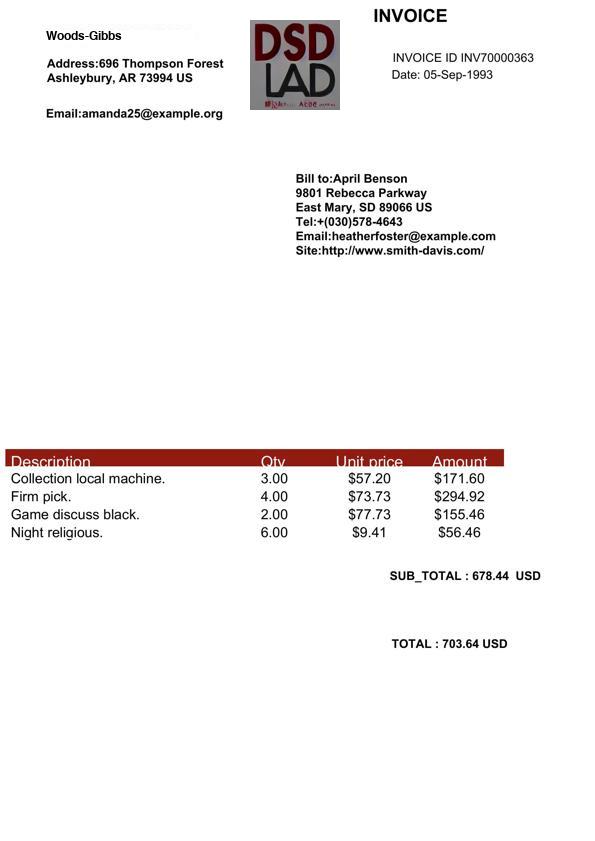 INVOICE
Woods-Gibbs
DSD
LAD
INVOICE ID INV70000363
Address:696 Thompson Forest
Ashleybury, AR 73994 US
Date: 05-Sep-1993
Email:amanda25@example.org
Bill to:April Benson
9801 Rebecca Parkway
East Mary, SD 89066 US
Tel:+(030)578-4643
Email:heatherfoster@example.com
Site:http://www.smith-davis.com/
Description Qty Unit price Amount
Collection local machine. 3.00 $57.20 $171.60
Firm pick. 4.00 $73.73 $294.92
Game discuss black. 2.00 $77.73 $155.46
Night religious. 6.00 $9.41 $56.46
SUB_TOTAL : 678.44 USD
TOTAL : 703.64 USD